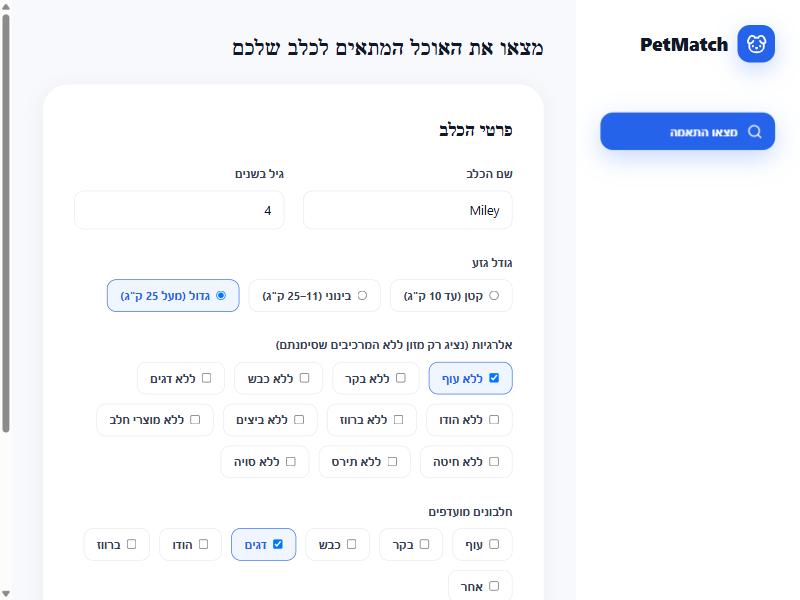 PetMatch
מצאו התאמה
מצאו את האוכל המתאים לכלב שלכם
פרטי הכלב
שם הכלב
גיל בשנים
Miley
4
גודל גזע
קטן (עד 10 ק"ג)
בינוני (11–25 ק"ג)
גדול (מעל 25 ק"ג)
אלרגיות (נציג רק מזון ללא המרכיבים שסימנתם)
ללא עוף
ללא בקר
ללא כבש
ללא דגים
ללא הודו
ללא ברווז
ללא ביצים
ללא מוצרי חלב
ללא חיטה
ללא תירס
ללא סויה
חלבונים מועדפים
עוף
בקר
כבש
דגים
הודו
ברווז
אחר